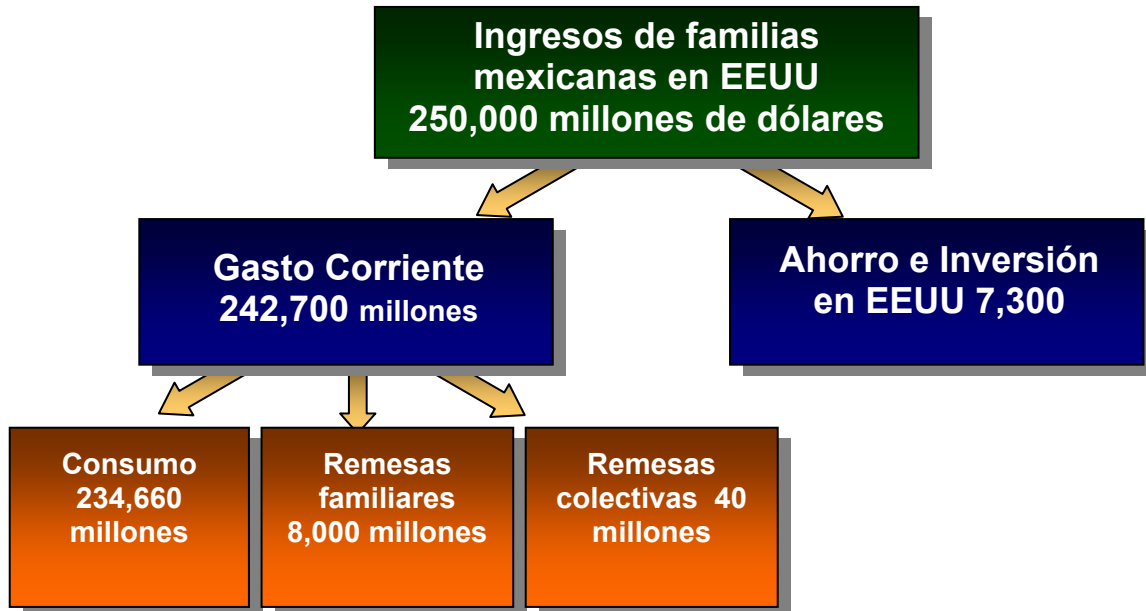 Ingresos de familias
mexicanas en EEUU
250,000 millones de dólares
Gasto Corriente
242,700 millones
Ahorro e Inversión
en EEUU 7,300
Consumo
234,660
millones
Remesas
familiares
8,000 millones
Remesas
colectivas 40
millones